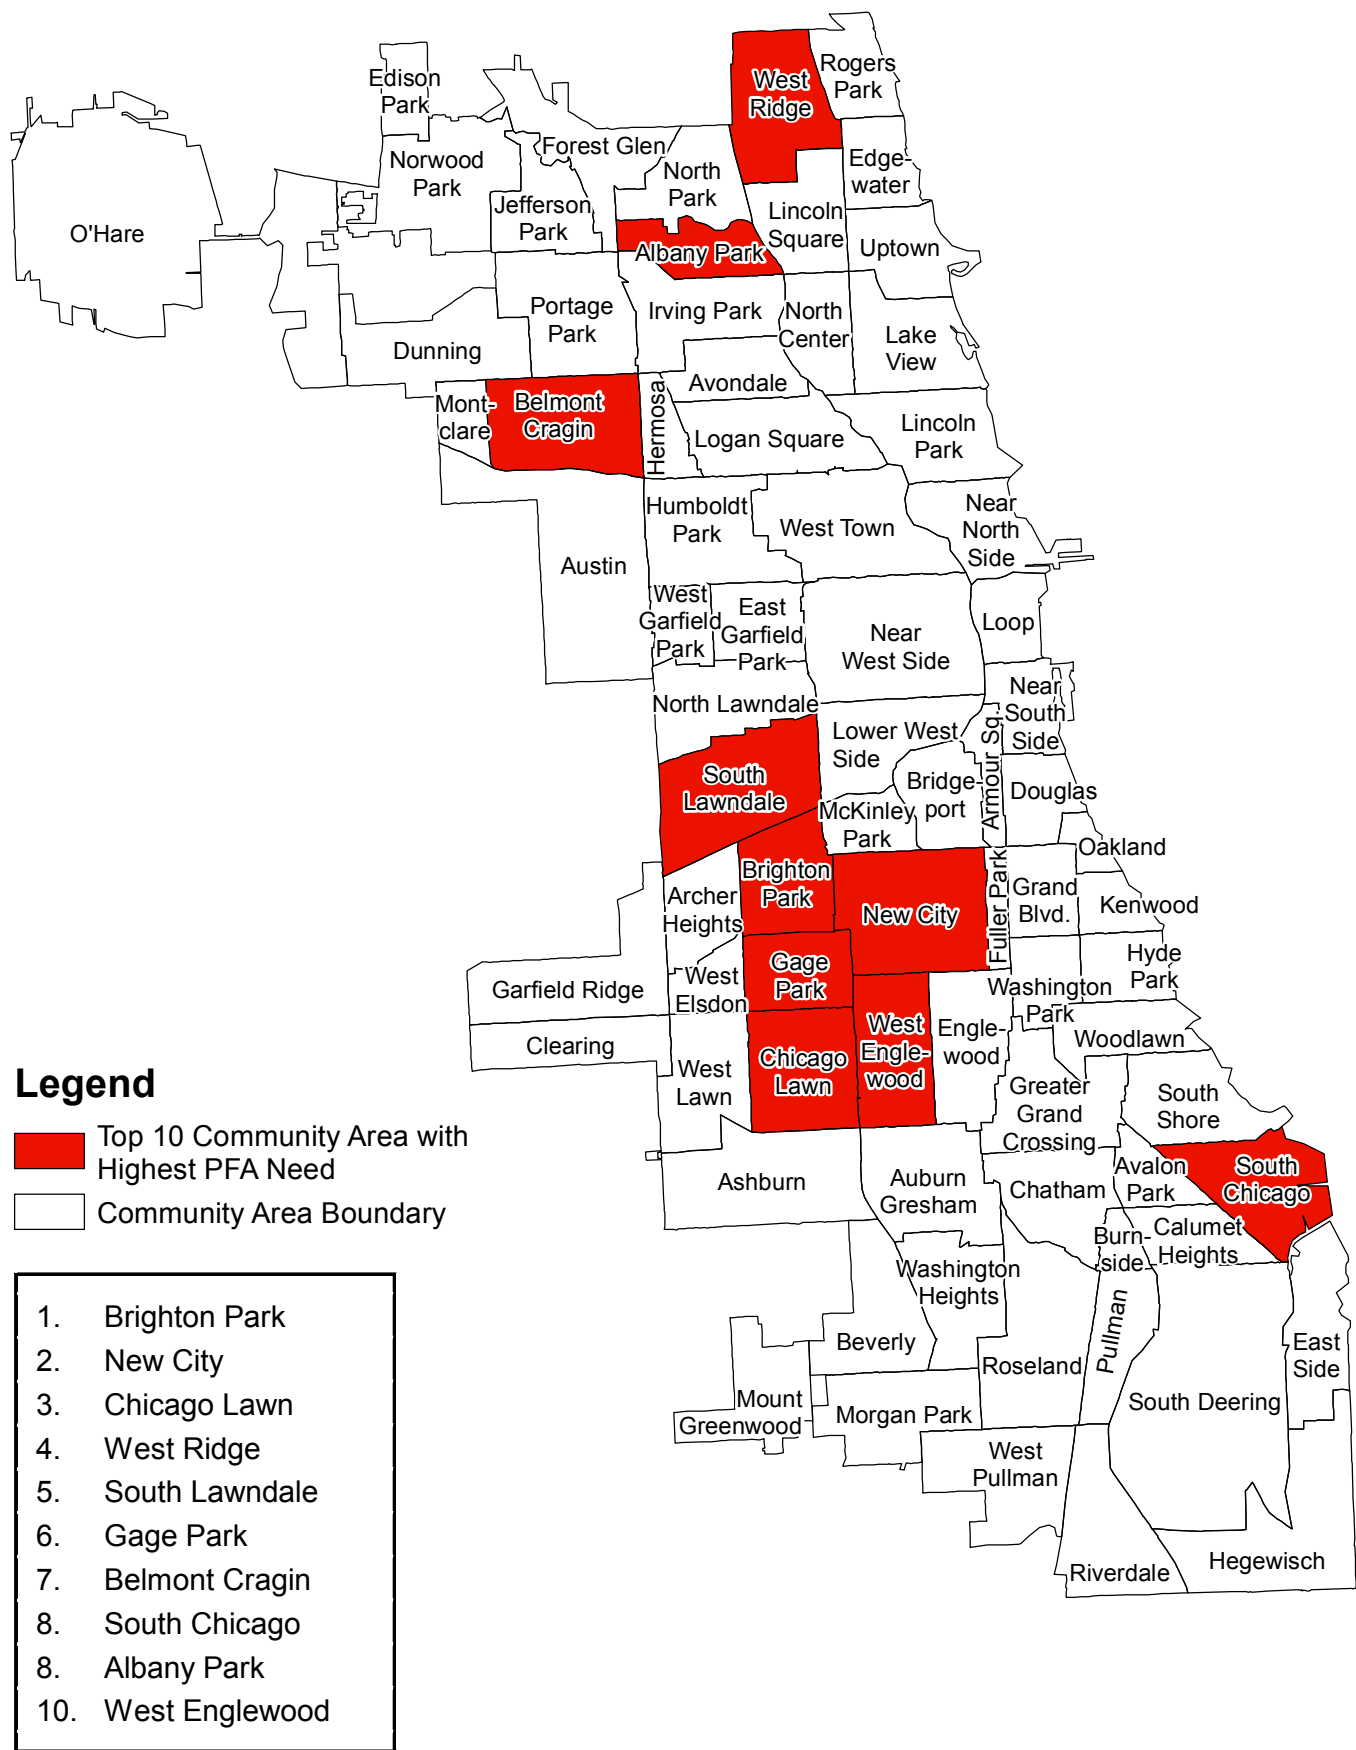 Edison
Park
West
Ridge
Rogers
Park
Forest Glen
Norwood
Park
North
Park
Edge-
water
Jefferson
Park
Lincoln
Square
O'Hare
Albany Park
Uptown
Portage
Park
Irving Park
North
Center
Lake
View
Dunning
Avondale
Mont-
clare
Belmont
Cragin
Hermosa
Logan Square
Lincoln
Park
Humboldt
Park
West Town
Near
North
Side
Austin
West
Garfield
Park
East
Garfield
Park
Near
West Side
Loop
North Lawndale
Near
South
Side
Lower West
Side
Armour Sq.
South
Lawndale
Bridge-
port
Douglas
McKinley
Park
Oakland
Brighton
Park
Archer
Heights
New City
Fuller Park
Grand
Blvd.
Kenwood
Hyde
Park
Garfield Ridge
West
Elsdon
Gage
Park
Washington
Park
Clearing
West
Lawn
Chicago
Lawn
West
Engle-
wood
Engle-
wood
Woodlawn
Greater
Grand
Crossing
South
Shore
Ashburn
Auburn
Gresham
Chatham
Avalon
Park
South
Chicago
Burn-
side
Calumet
Heights
Washington
Heights
Beverly
Roseland
Pullman
East
Side
Mount
Greenwood
Morgan Park
South Deering
West
Pullman
Riverdale
Hegewisch
Legend
Top 10 Community Area with
Highest PFA Need
Community Area Boundary
1. Brighton Park
2. New City
3. Chicago Lawn
4. West Ridge
5. South Lawndale
6. Gage Park
7. Belmont Cragin
8. South Chicago
8. Albany Park
10. West Englewood